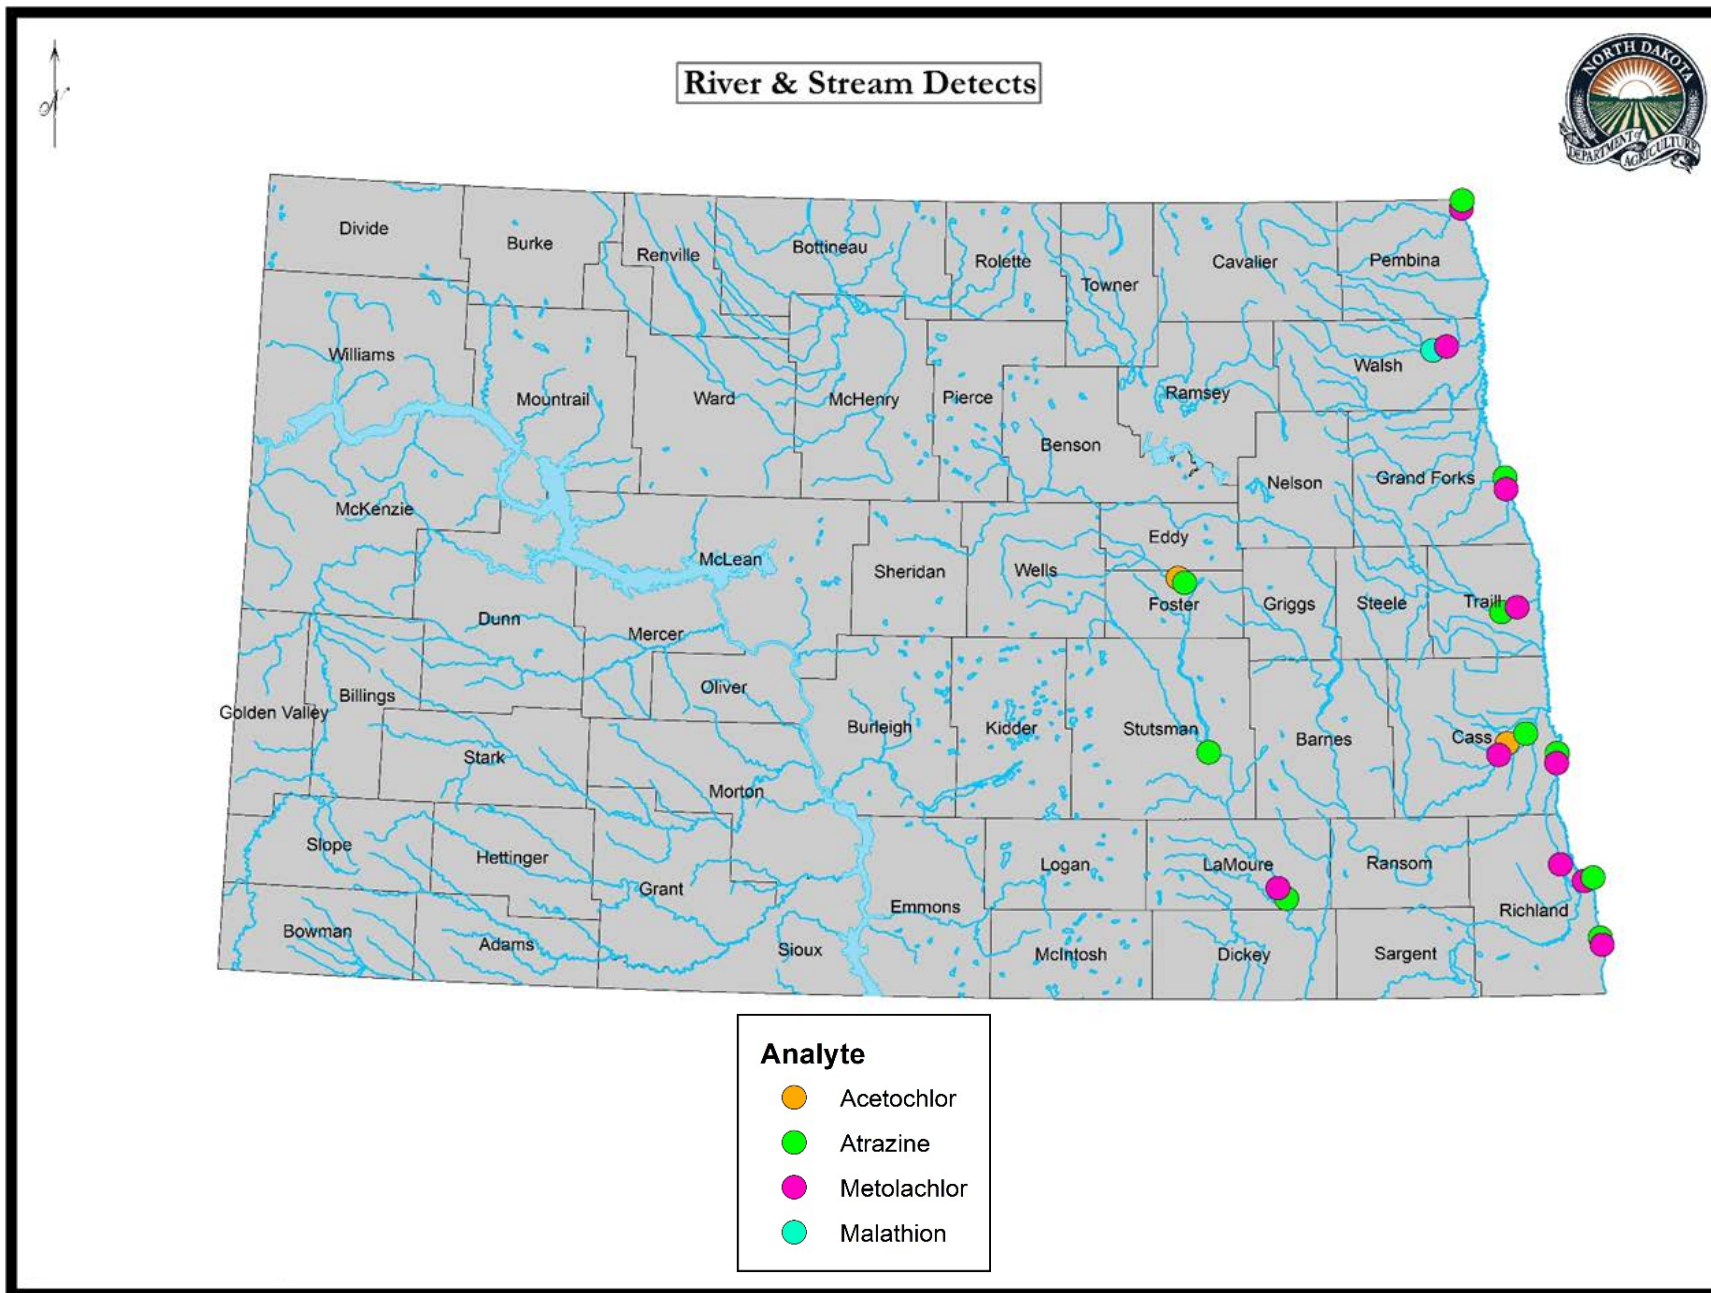 River & Stream Detects
NORTH DAKOTA
DEPARTMENT of
AGRICULTURE
Divide
Burke
Renville
Bottineau
Rolette
Towner
Cavalier
Pembina
Williams
Mountrail
Ward
McHenry
Pierce
Benson
Ramsey
Walsh
McKenzie
Nelson
Grand Forks
McLean
Sheridan
Wells
Eddy
Foster
Griggs
Steele
Traill
Dunn
Mercer
Oliver
Golden Valley
Billings
Stark
Morton
Burleigh
Kidder
Stutsman
Barnes
Cass
Slope
Hettinger
Grant
Emmons
Logan
LaMoure
Ransom
Richland
Bowman
Adams
Sioux
McIntosh
Dickey
Sargent
Analyte
Acetochlor
Atrazine
Metolachlor
Malathion